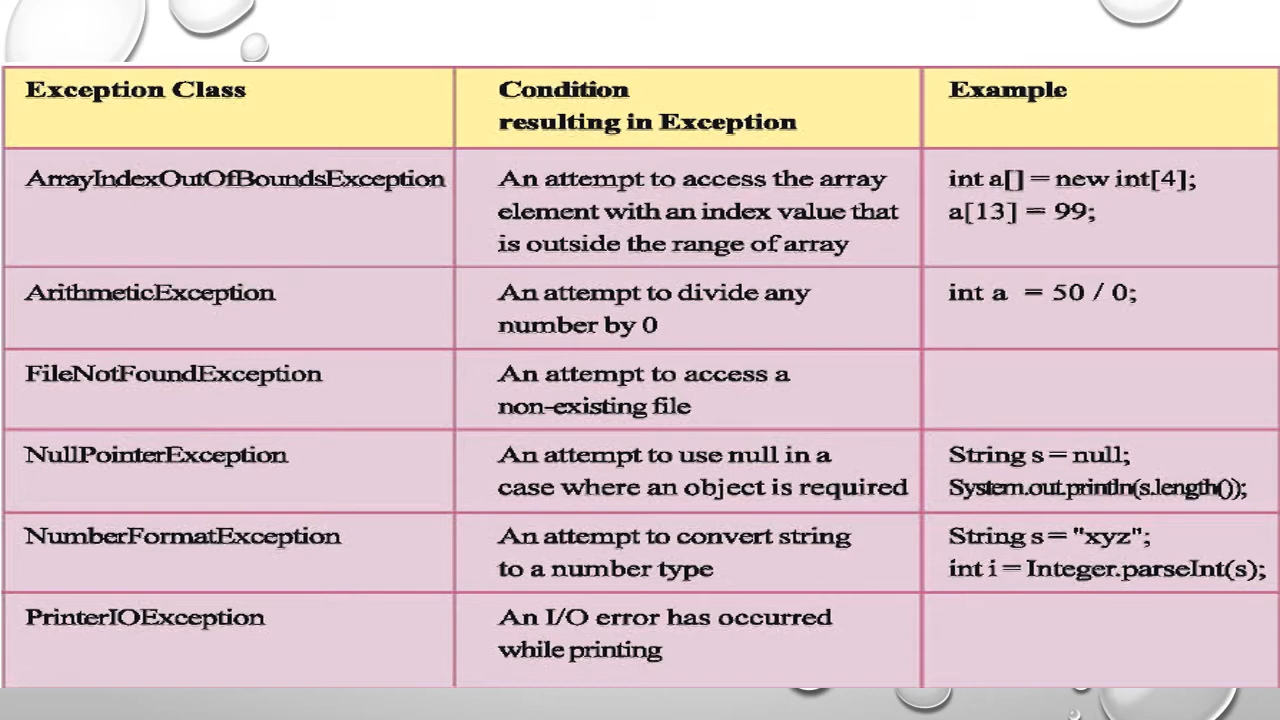 Exception Class
Condition
resulting in Exception
Example
ArrayIndexOutOfBoundsException
An attempt to access the array
element with an index value that
is outside the range of array
int a[] = new int[4];
a[13] = 99;
ArithmeticException
An attempt to divide any
number by 0
int a = 50 / 0;
FileNotFoundException
An attempt to access a
non-existing file
NullPointerException
An attempt to use null in a
case where an object is required
String s = null;
System.out.println(s.length());
NumberFormatException
An attempt to convert string
to a number type
String s = "xyz";
int i = Integer.parseInt(s);
PrinterIOException
An I/O error has occurred
while printing